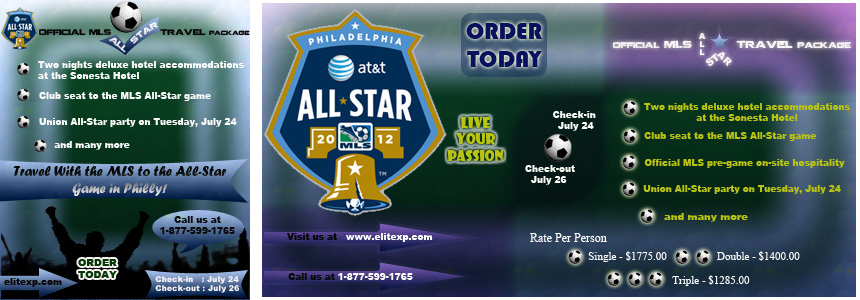 at&t
ALL★STAR
OFFICIAL MLS ALL STAR TRAVEL PACKAGE
Two nights deluxe hotel accommodations
at the Sonesta Hotel
Club seat to the MLS All-Star game
Union All-Star party on Tuesday, July 24
and many more
Travel With the MLS to the All-Star
Game in Philly!
Call us at
1-877-599-1765
ORDER
TODAY
elitexp.com
Check-in : July 24
Check-out : July 26
PHILADELPHIA
at&t
ALL★STAR
20 12
MLS
TM
Visit us at www.elitexp.com
Call us at 1-877-599-1765
ORDER
TODAY
LIVE
YOUR
PASSION
Check-in
July 24
Check-out
July 26
OFFICIAL MLS ALL STAR TRAVEL PACKAGE
Two nights deluxe hotel accommodations
at the Sonesta Hotel
Club seat to the MLS All-Star game
Official MLS pre-game on-site hospitality
Union All-Star party on Tuesday, July 24
and many more
Rate Per Person
Single - $1775.00 Double - $1400.00
Triple - $1285.00